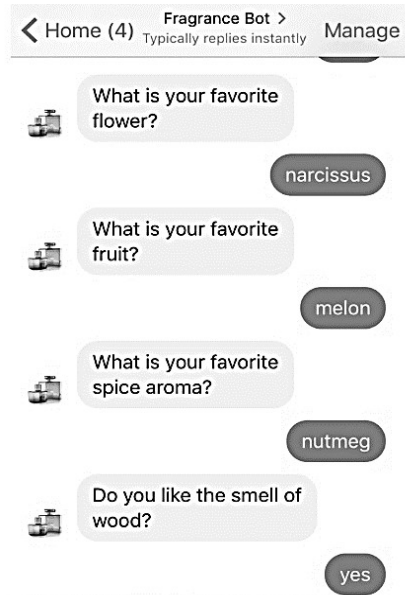 Home (4)
Fragrance Bot >
Typically replies instantly
Manage
What is your favorite
flower?
narcissus
What is your favorite
fruit?
melon
What is your favorite
spice aroma?
nutmeg
Do you like the smell of
wood?
yes